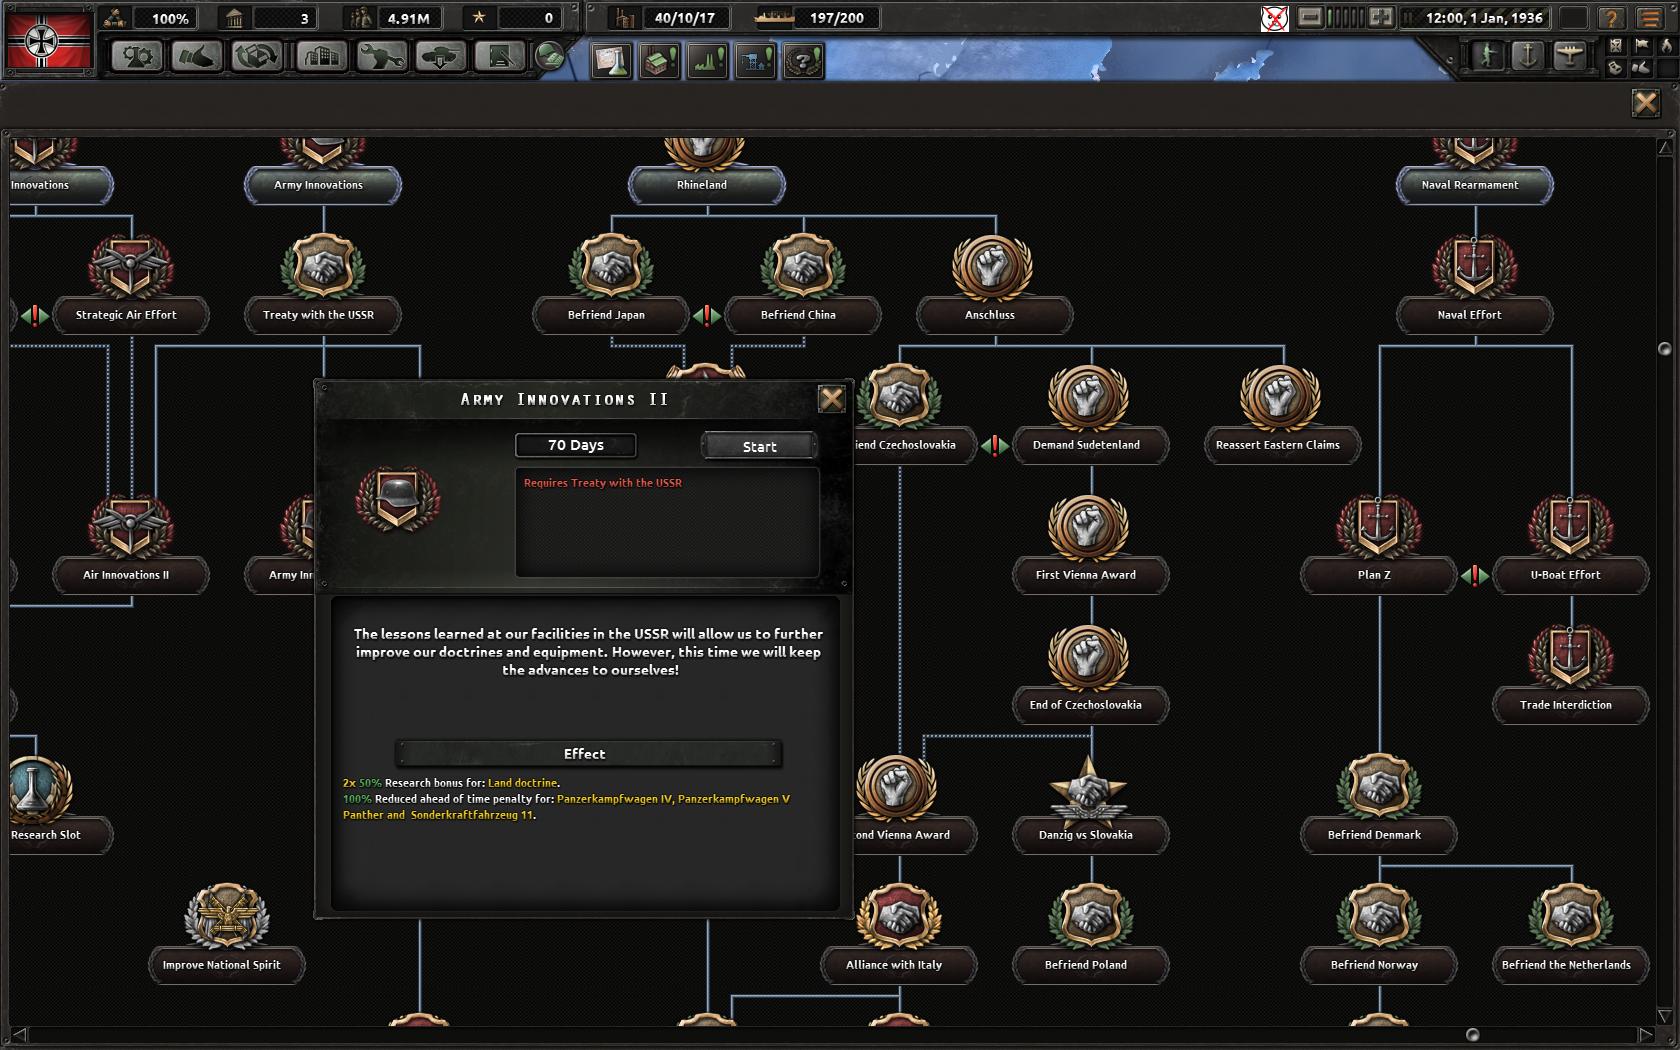 100%
3
4.91M
0
40/10/17
197/200
12:00, 1 Jan, 1936
Innovations
Army Innovations
Rhineland
Naval Rearmament
Strategic Air Effort
Treaty with the USSR
Befriend Japan
Befriend China
Anschluss
Naval Effort
ARMY INNOVATIONS II
70 Days
Start
Requires Treaty with the USSR
iend Czechoslovakia
Demand Sudetenland
Reassert Eastern Claims
Air Innovations II
Army Inn
First Vienna Award
Plan Z
U-Boat Effort
The lessons learned at our facilities in the USSR will allow us to further
improve our doctrines and equipment. However, this time we will keep
the advances to ourselves!
End of Czechoslovakia
Trade Interdiction
Effect
2x 50% Research bonus for: Land doctrine.
100% Reduced ahead of time penalty for: Panzerkampfwagen IV, Panzerkampfwagen V
Panther and Sonderkraftfahrzeug 11.
Research Slot
ond Vienna Award
Danzig vs Slovakia
Befriend Denmark
Improve National Spirit
Alliance with Italy
Befriend Poland
Befriend Norway
Befriend the Netherlands